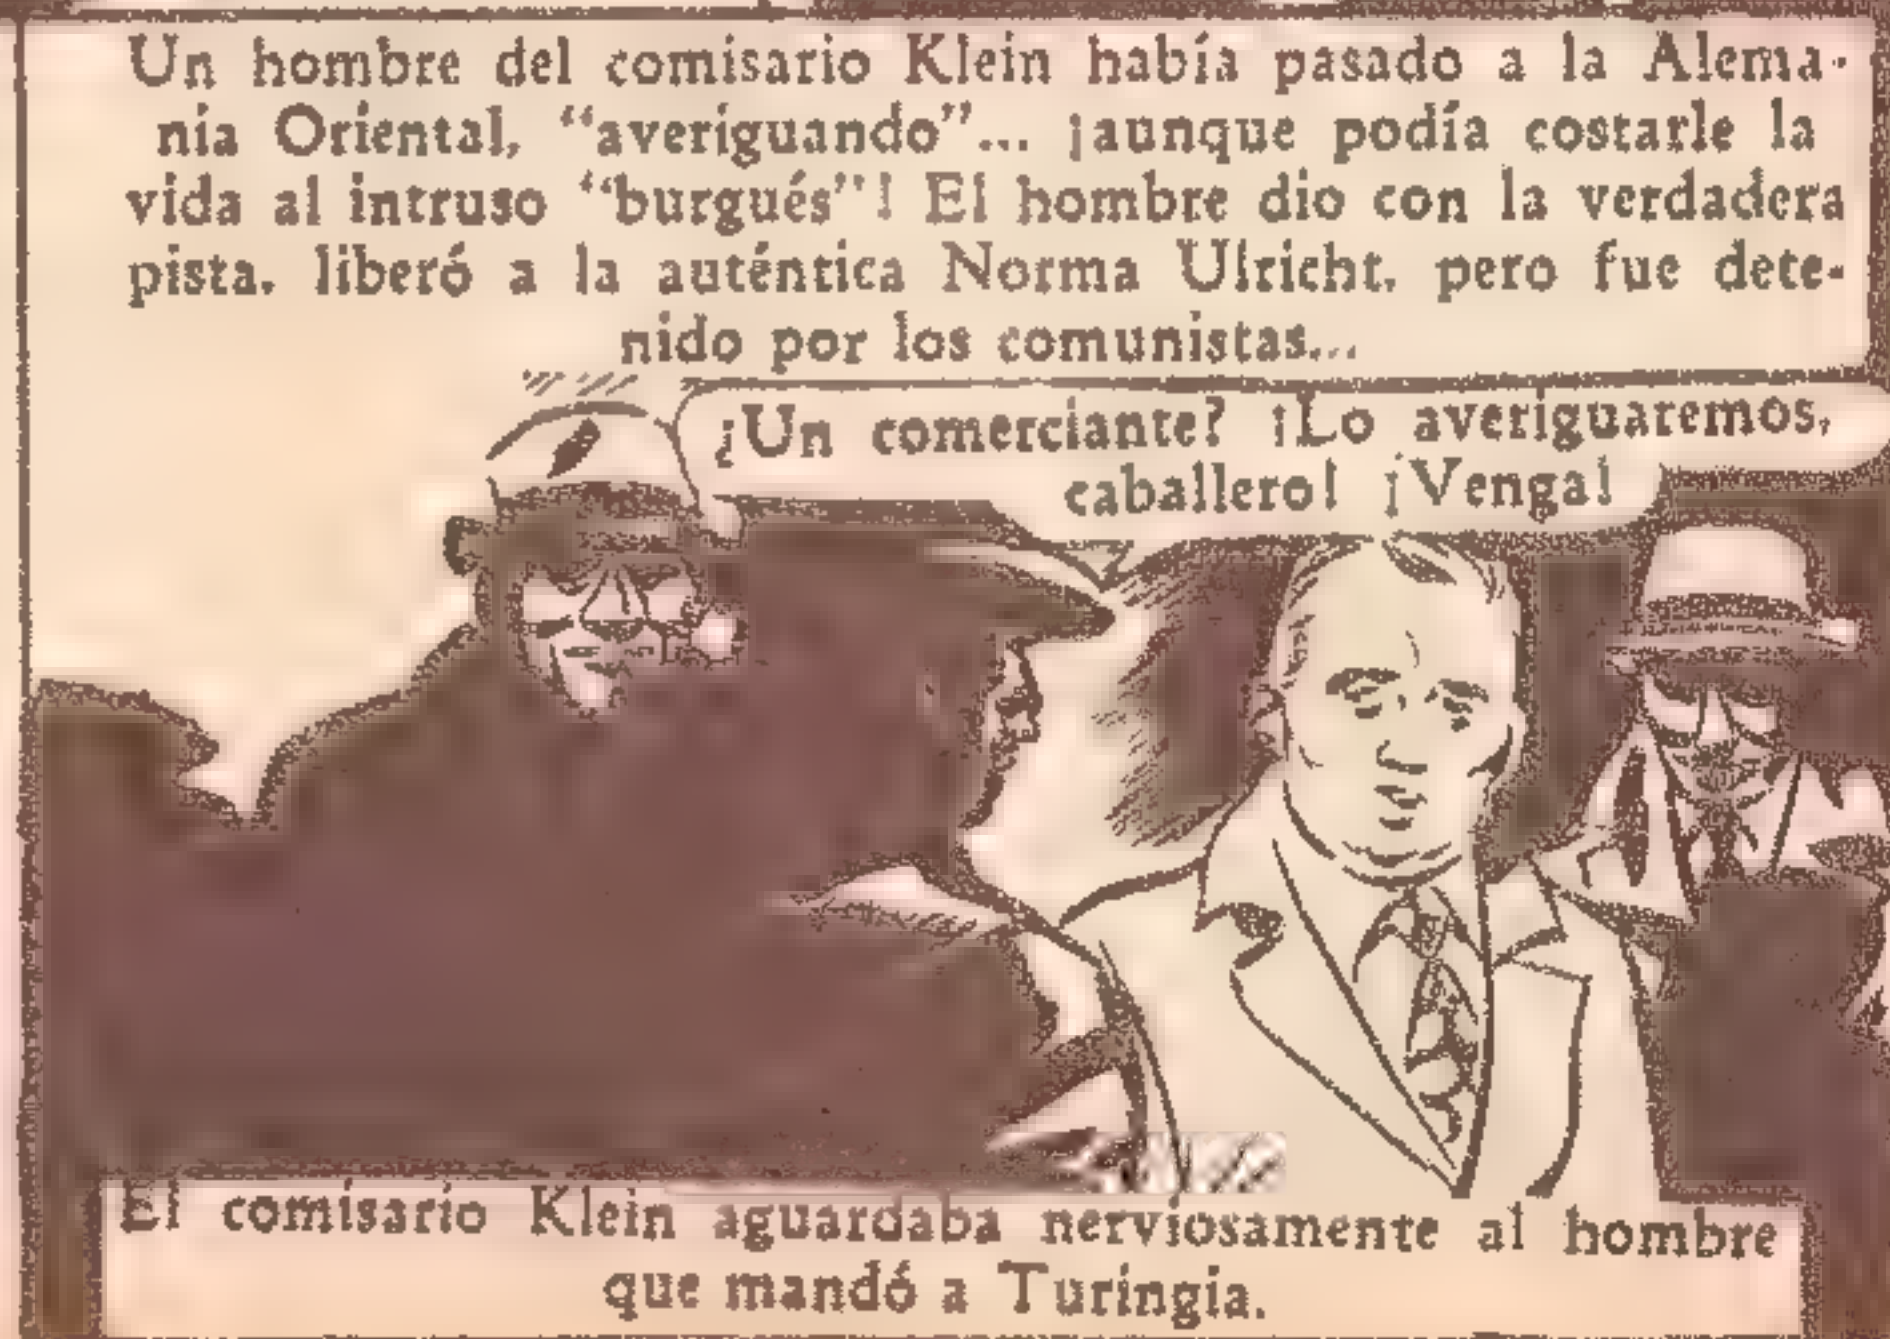 Un hombre del comisario Klein había pasado a la Alema-
nia Oriental, “averiguando”... ¡aunque podía costarle la
vida al intruso “burgués”! El hombre dio con la verdadera
pista, liberó a la auténtica Norma Ulricht, pero fue dete-
nido por los comunistas...
¿Un comerciante? ¡Lo averiguaremos,
caballero! ¡Venga!
El comisario Klein aguardaba nerviosamente al hombre
que mandó a Turingia.